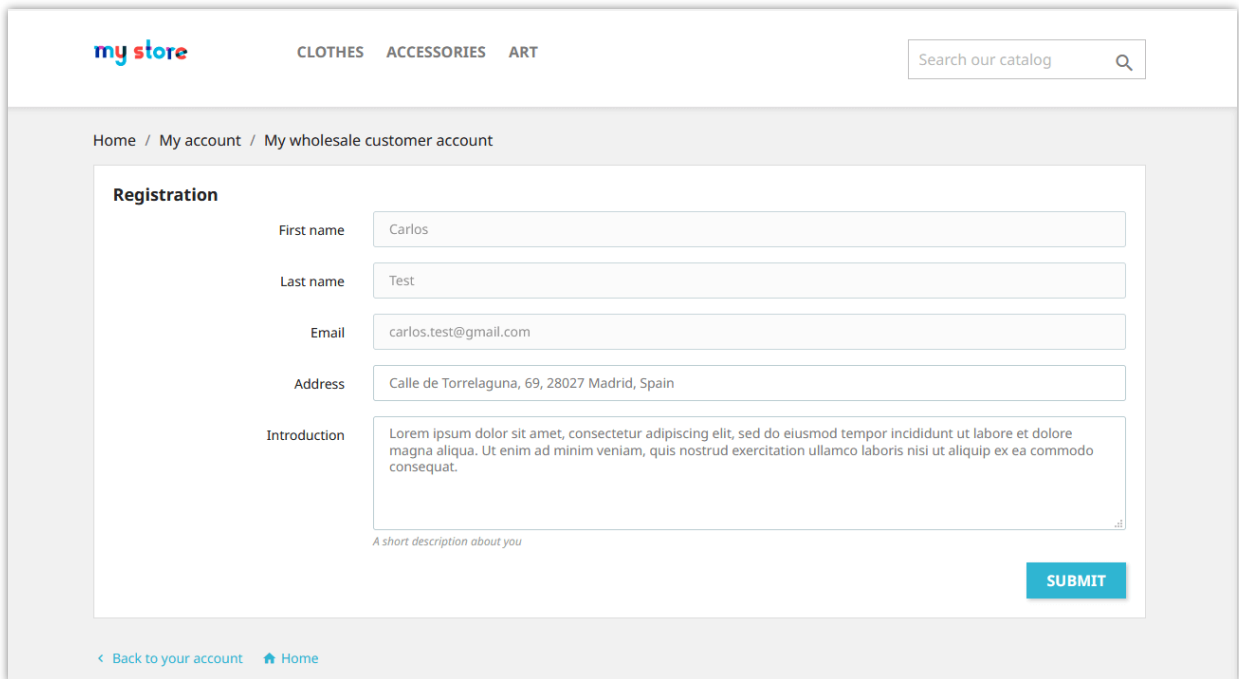 my store CLOTHES ACCESSORIES ART Search our catalog
Home / My account / My wholesale customer account
Registration
First name Carlos
Last name Test
Email carlos.test@gmail.com
Address Calle de Torrelaguna, 69, 28027 Madrid, Spain
Introduction Lorem ipsum dolor sit amet, consectetur adipiscing elit, sed do eiusmod tempor incididunt ut labore et dolore
magna aliqua. Ut enim ad minim veniam, quis nostrud exercitation ullamco laboris nisi ut aliquip ex ea commodo
consequat.
A short description about you
SUBMIT
< Back to your account Home